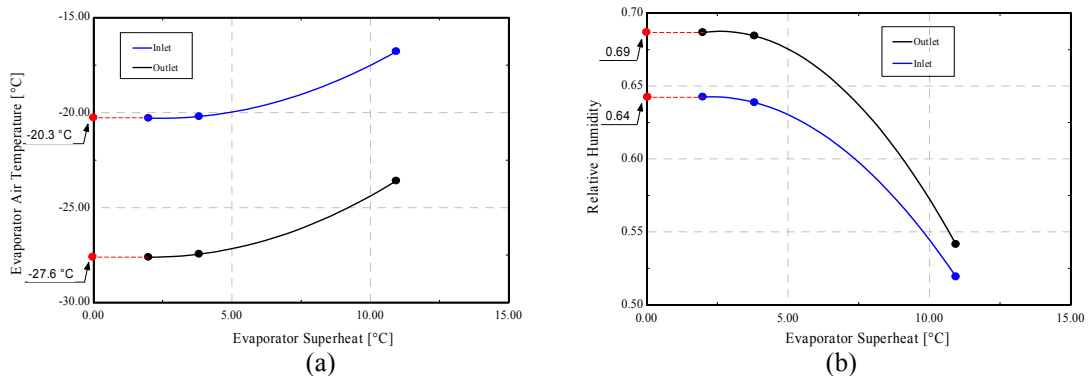 -15.00
-20.00
-25.00
-30.00
Evaporator Air Temperature [°C]
Inlet
Outlet
-20.3 °C
-27.6 °C
0.00 5.00 10.00 15.00
Evaporator Superheat [°C]
(a)
0.70
0.65
0.60
0.55
0.50
Relative Humidity
Outlet
Inlet
0.69
0.64
0.00 5.00 10.00 15.00
Evaporator Superheat [°C]
(b)